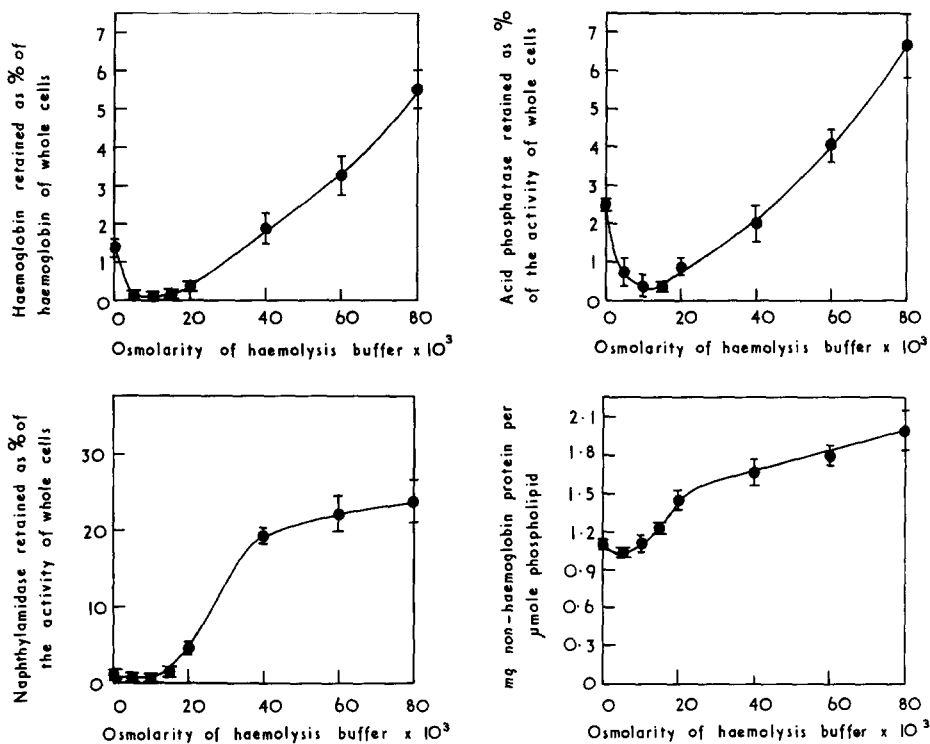 Haemoglobin retained as % of
haemoglobin of whole cells
7
6
5
4
3
2
1
0
0 20 40 60 80
Osmolarity of haemolysis buffer x 10³
Acid phosphatase retained as %
of the activity of whole cells
7
6
5
4
3
2
1
0
0 20 40 60 80
Osmolarity of haemolysis buffer x 10³
Naphthylamidase retained as % of
the activity of whole cells
30
20
10
0
0 20 40 60 80
Osmolarity of haemolysis buffer x 10³
mg non-haemoglobin protein per
µmole phospholipid
2·1
1·8
1·5
1·2
0·9
0·6
0·3
0
0 20 40 60 80
Osmolarity of haemolysis buffer x 10³